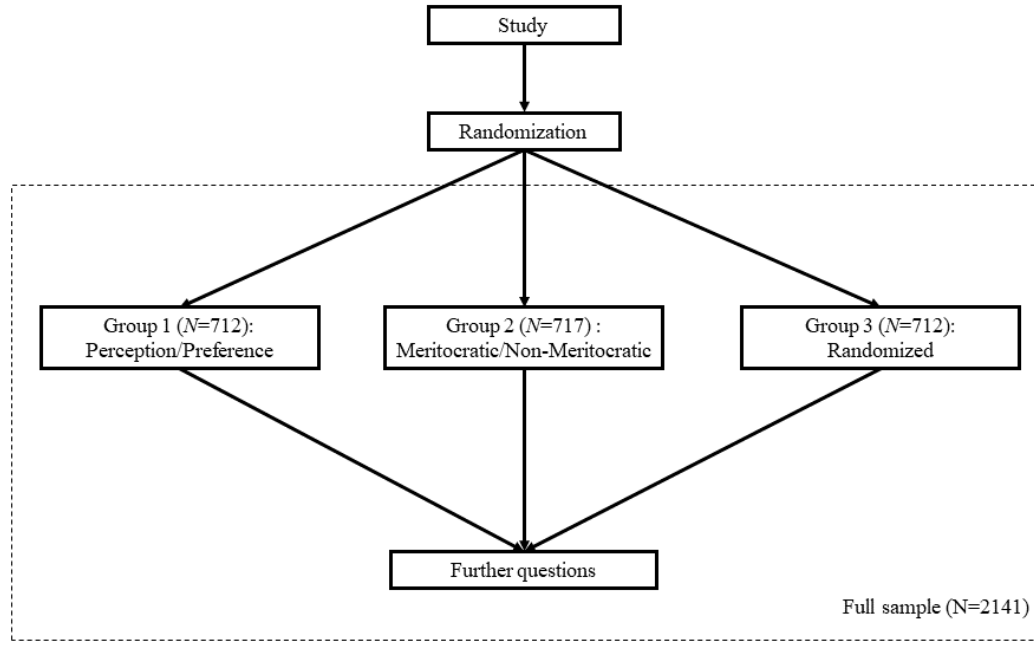 Study
Randomization
Group 1 (N=712):
Perception/Preference
Group 2 (N=717) :
Meritocratic/Non-Meritocratic
Group 3 (N=712):
Randomized
Further questions
Full sample (N=2141)